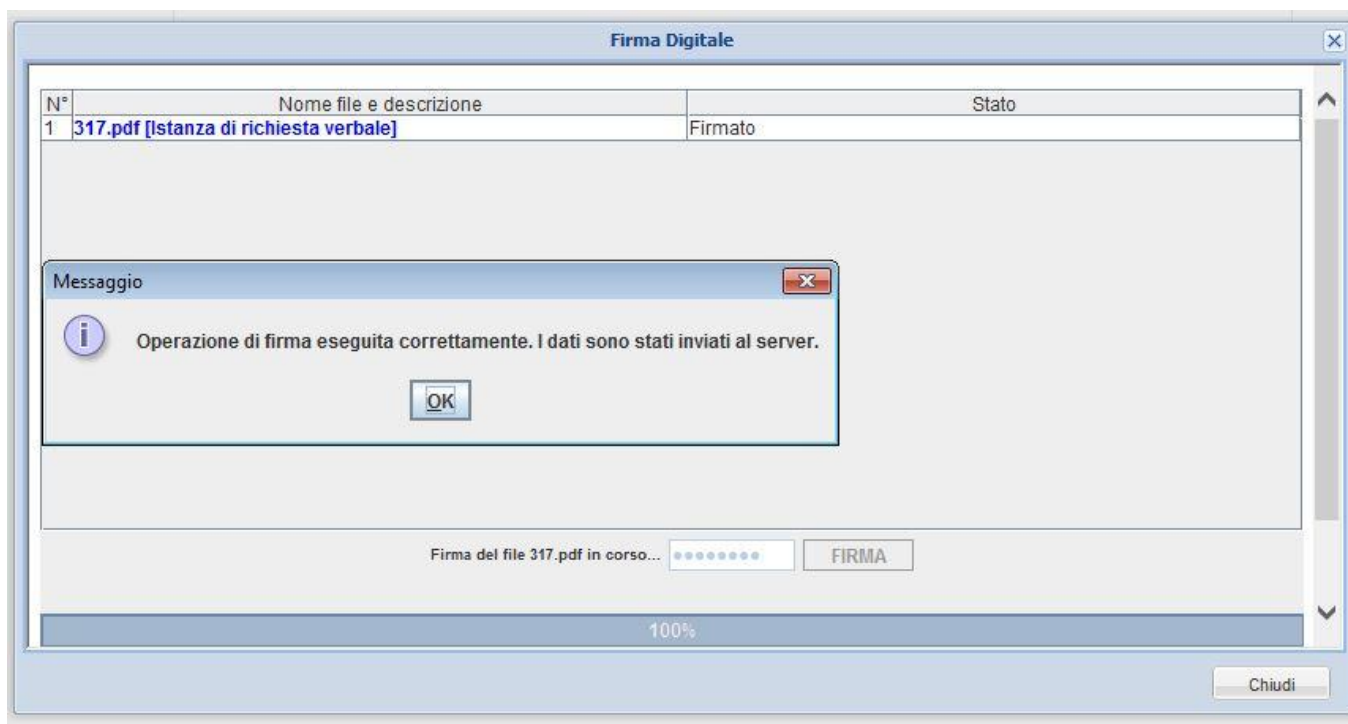 Firma Digitale
N° Nome file e descrizione Stato
1 317.pdf [Istanza di richiesta verbale] Firmato
Messaggio
Operazione di firma eseguita correttamente. I dati sono stati inviati al server.
OK
Firma del file 317.pdf in corso... FIRMA
100%
Chiudi